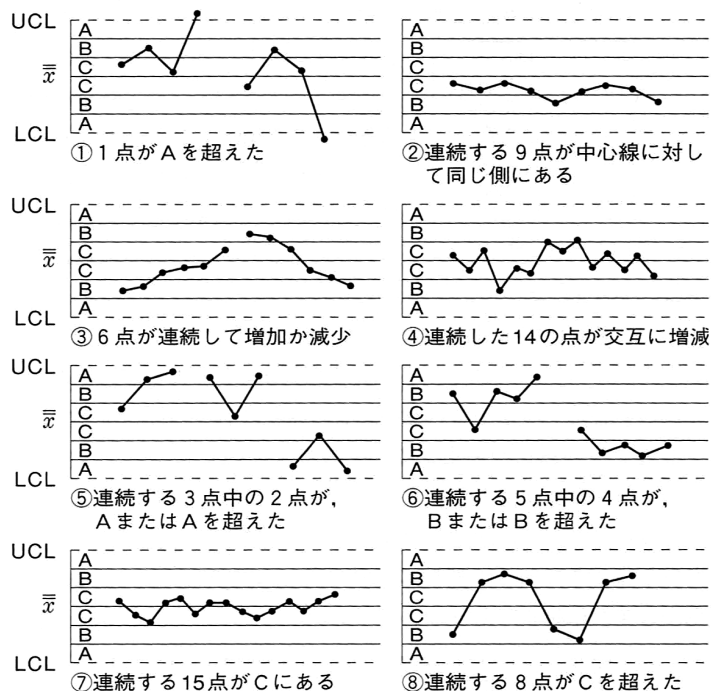 UCL
A
B
x̿ C
C
B
A
LCL
①1点がAを超えた
A
B
C
C
B
A
②連続する9点が中心線に対し
て同じ側にある
UCL
A
B
x̿ C
C
B
A
LCL
③6点が連続して増加か減少
A
B
C
C
B
A
④連続した14の点が交互に増減
UCL
A
B
x̿ C
C
B
A
LCL
⑤連続する3点中の2点が,
AまたはAを超えた
A
B
C
C
B
A
⑥連続する5点中の4点が,
BまたはBを超えた
UCL
A
B
x̿ C
C
B
A
LCL
⑦連続する15点がCにある
A
B
C
C
B
A
⑧連続する8点がCを超えた